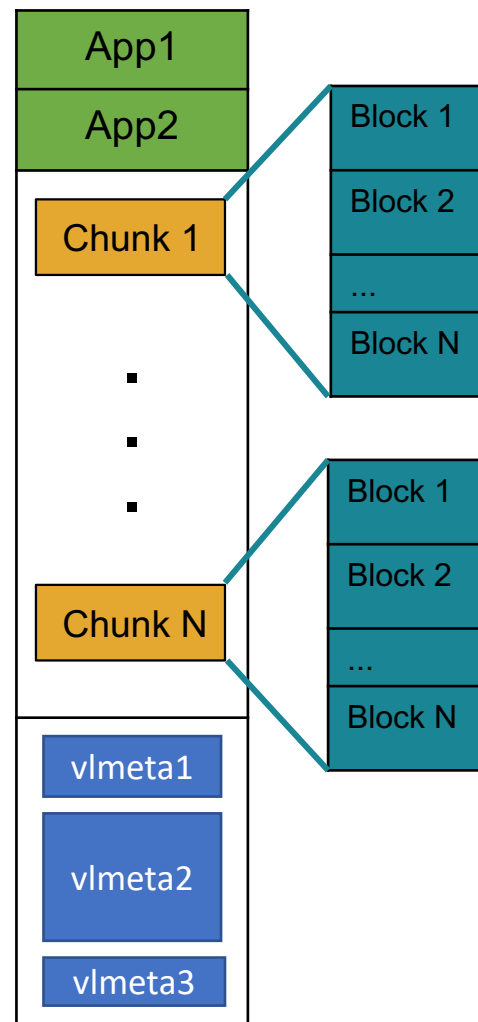 App1
App2
Chunk 1
Block 1
Block 2
...
Block N
Chunk N
Block 1
Block 2
...
Block N
vlmeta1
vlmeta2
vlmeta3